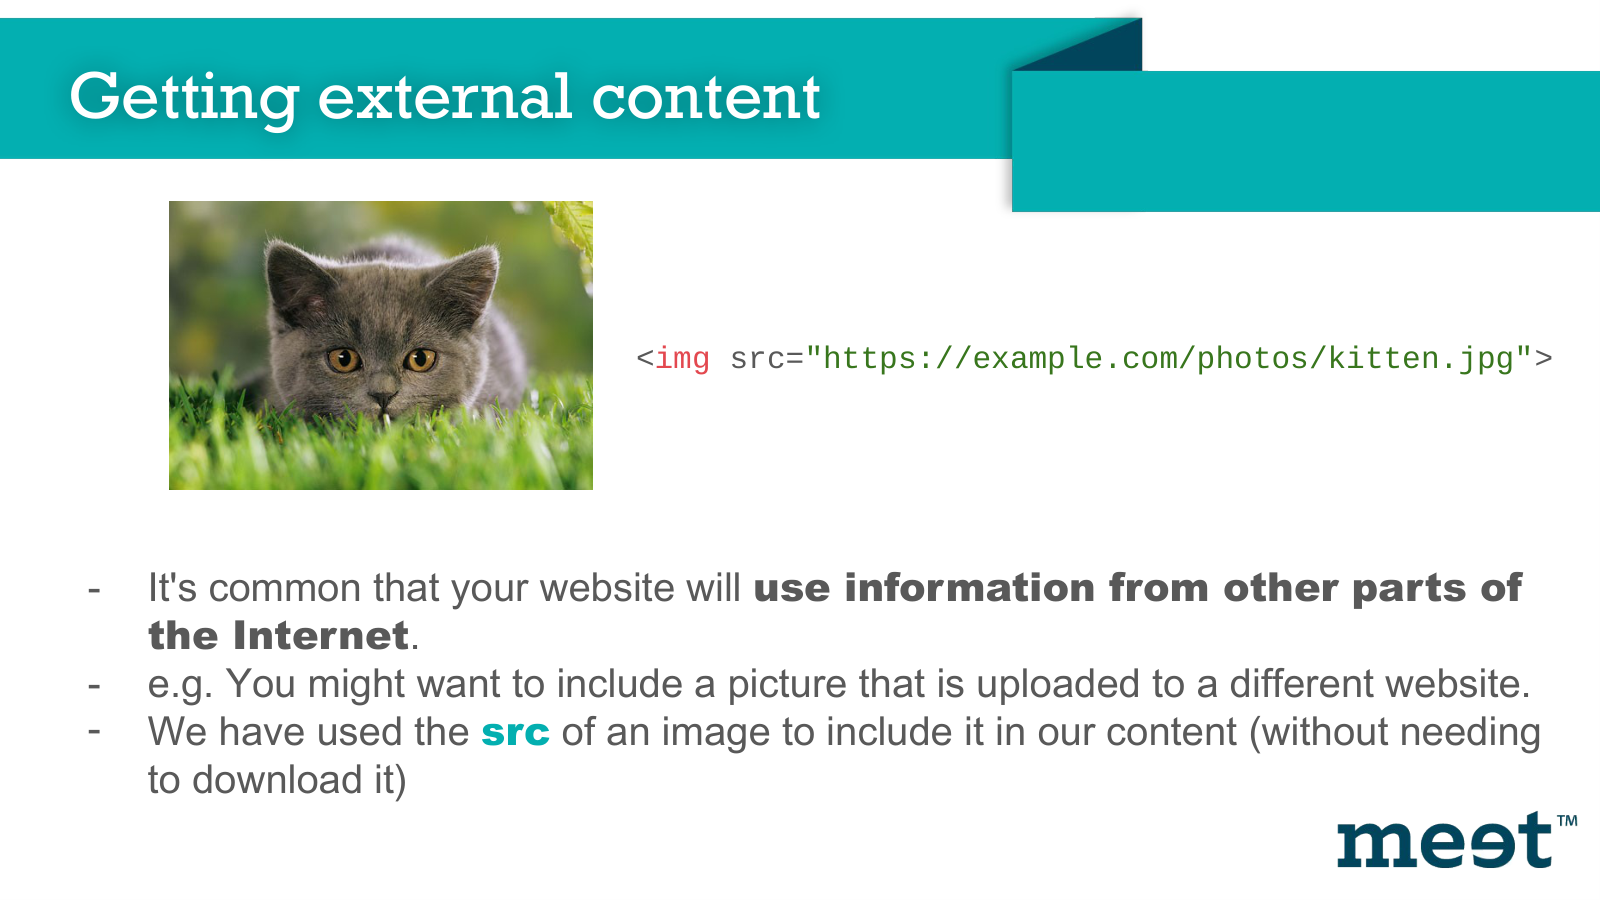 Getting external content
<img src="https://example.com/photos/kitten.jpg">
- It's common that your website will use information from other parts of
the Internet.
- e.g. You might want to include a picture that is uploaded to a different website.
- We have used the src of an image to include it in our content (without needing
to download it)
meet™